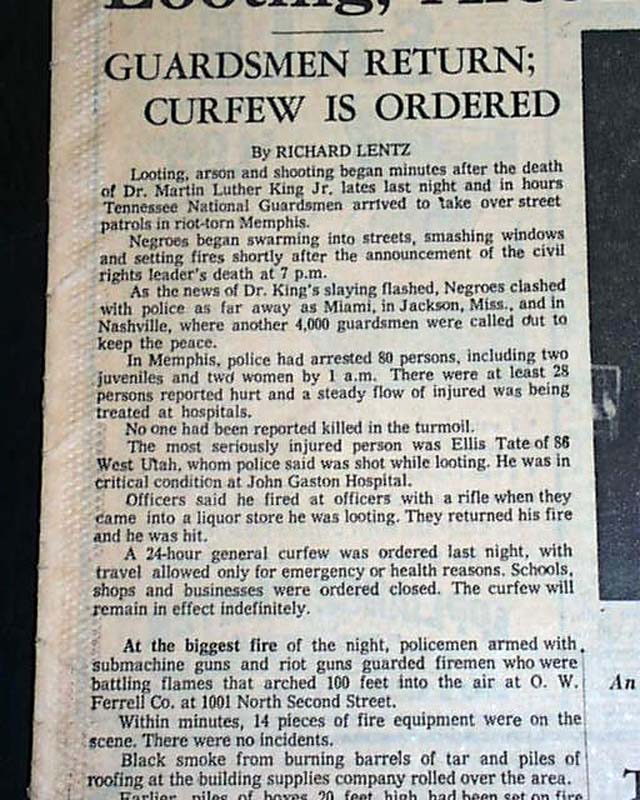 Looting,
GUARDSMEN RETURN;
CURFEW IS ORDERED
By RICHARD LENTZ
Looting, arson and shooting began minutes after the death
of Dr. Martin Luther King Jr. lates last night and in hours
Tennessee National Guardsmen arrived to take over street
patrols in riot-torn Memphis.
Negroes began swarming into streets, smashing windows
and setting fires shortly after the announcement of the civil
rights leader's death at 7 p.m.
As the news of Dr. King's slaying flashed, Negroes clashed
with police as far away as Miami, in Jackson, Miss., and in
Nashville, where another 4,000 guardsmen were called out to
keep the peace.
In Memphis, police had arrested 80 persons, including two
juveniles and two women by 1 a.m. There were at least 28
persons reported hurt and a steady flow of injured was being
treated at hospitals.
No one had been reported killed in the turmoil.
The most seriously injured person was Ellis Tate of 86
West Utah, whom police said was shot while looting. He was in
critical condition at John Gaston Hospital.
Officers said he fired at officers with a rifle when they
came into a liquor store he was looting. They returned his fire
and he was hit.
A 24-hour general curfew was ordered last night, with
travel allowed only for emergency or health reasons. Schools,
shops and businesses were ordered closed. The curfew will
remain in effect indefinitely.
At the biggest fire of the night, policemen armed with
submachine guns and riot guns guarded firemen who were
battling flames that arched 100 feet into the air at O. W.
Ferrell Co. at 1001 North Second Street.
Within minutes, 14 pieces of fire equipment were on the
scene. There were no incidents.
Black smoke from burning barrels of tar and piles of
roofing at the building supplies company rolled over the area.
Earlier, piles of boxes 20 feet high had been set on fire
An